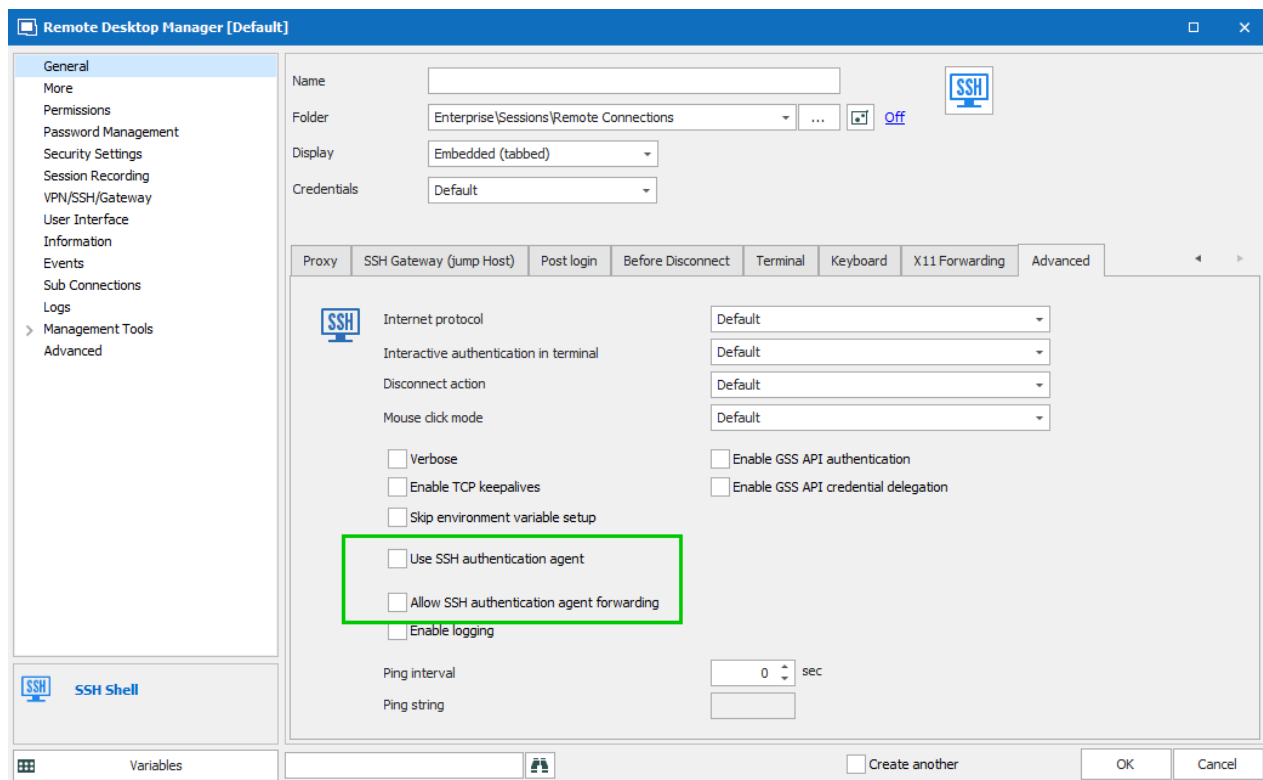 Remote Desktop Manager [Default]
General
More
Permissions
Password Management
Security Settings
Session Recording
VPN/SSH/Gateway
User Interface
Information
Events
Sub Connections
Logs
Management Tools
Advanced
SSH
SSH Shell
Variables
Name
SSH
Folder
Enterprise\Sessions\Remote Connections
...
Off
Display
Embedded (tabbed)
Credentials
Default
Proxy
SSH Gateway (jump Host)
Post login
Before Disconnect
Terminal
Keyboard
X11 Forwarding
Advanced
SSH
Internet protocol
Default
Interactive authentication in terminal
Default
Disconnect action
Default
Mouse click mode
Default
Verbose
Enable GSS API authentication
Enable TCP keepalives
Enable GSS API credential delegation
Skip environment variable setup
Use SSH authentication agent
Allow SSH authentication agent forwarding
Enable logging
Ping interval
0
sec
Ping string
Create another
OK
Cancel